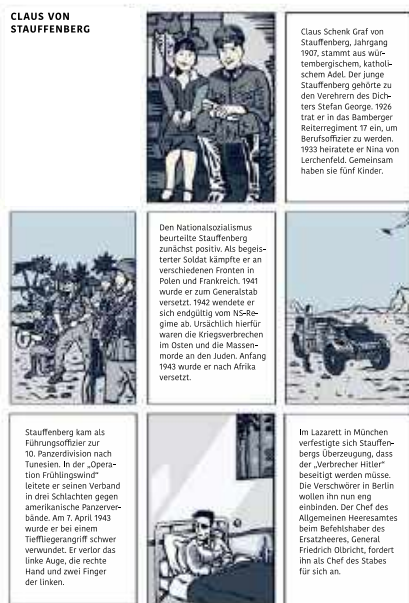 CLAUS VON
STAUFFENBERG
Claus Schenk Graf von
Stauffenberg, Jahrgang
1907, stammt aus wür-
tembergischem, katholi-
schem Adel. Der junge
Stauffenberg gehörte zu
den Verehrern des Dich-
ters Stefan George. 1926
trat er in das Bamberger
Reiterregiment 17 ein, um
Berufsoffizier zu werden.
1933 heiratete er Nina von
Lerchenfeld. Gemeinsam
haben sie fünf Kinder.
Den Nationalsozialismus
beurteilte Stauffenberg
zunächst positiv. Als begeis-
terter Soldat kämpfte er an
verschiedenen Fronten in
Polen und Frankreich. 1941
wurde er zum Generalstab
versetzt. 1942 wendete er
sich endgültig vom NS-Re-
gime ab. Ursächlich hierfür
waren die Kriegsverbrechen
im Osten und die Massen-
morde an den Juden. Anfang
1943 wurde er nach Afrika
versetzt.
Stauffenberg kam als
Führungsoffizier zur
10. Panzerdivision nach
Tunesien. In der „Opera-
tion Frühlingswind“
leitete er seinen Verband
in drei Schlachten gegen
amerikanische Panzerver-
bände. Am 7. April 1943
wurde er bei einem
Tieffliegerangriff schwer
verwundet. Er verlor das
linke Auge, die rechte
Hand und zwei Finger
der linken.
Im Lazarett in München
verfestigte sich Stauffen-
bergs Überzeugung, dass
der „Verbrecher Hitler“
beseitigt werden müsse.
Die Verschwörer in Berlin
wollen ihn nun eng
einbinden. Der Chef des
Allgemeinen Heeresamtes
beim Befehlshaber des
Ersatzheeres, General
Friedrich Olbricht, fordert
ihn als Chef des Stabes
für sich an.